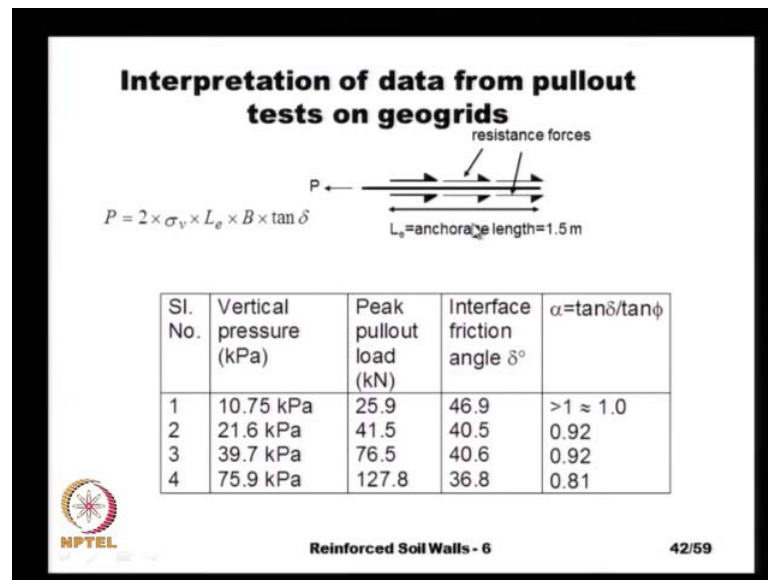 Interpretation of data from pullout
tests on geogrids
resistance forces
P
P = 2 × σv × Le × B × tan δ
Le=anchorage length=1.5 m
Sl. No. Vertical pressure (kPa) Peak pullout load (kN) Interface friction angle δ° α=tanδ/tanϕ
1 10.75 kPa 25.9 46.9 >1 ≈ 1.0
2 21.6 kPa 41.5 40.5 0.92
3 39.7 kPa 76.5 40.6 0.92
4 75.9 kPa 127.8 36.8 0.81
NPTEL
Reinforced Soil Walls - 6
42/59